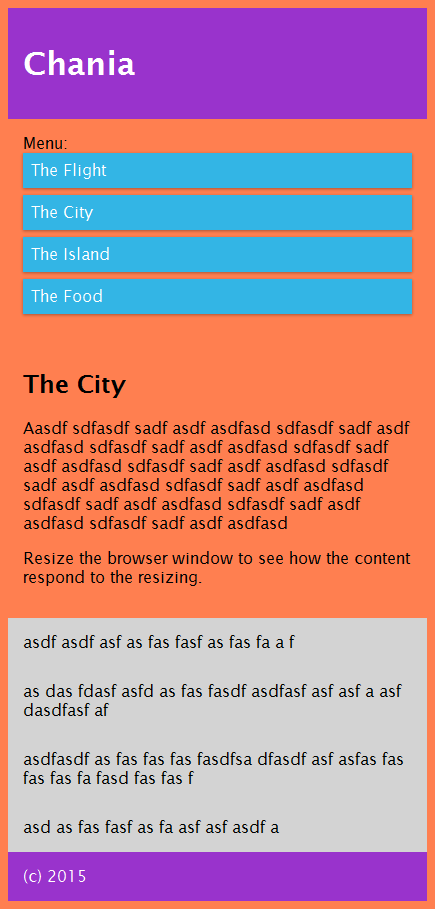 Chania
Menu:
The Flight
The City
The Island
The Food
The City
Aasdf sdfasdf sadf asdf asdfasd sdfasdf sadf asdf
asdfasd sdfasdf sadf asdf asdfasd sdfasdf sadf
asdf asdfasd sdfasdf sadf asdf asdfasd sdfasdf
sadf asdf asdfasd sdfasdf sadf asdf asdfasd
sdfasdf sadf asdf asdfasd sdfasdf sadf asdf
asdfasd sdfasdf sadf asdf asdfasd
Resize the browser window to see how the content
respond to the resizing.
asdf asdf asf as fas fasf as fas fa a f
as das fdasf asfd as fas fasdf asdfasf asf asf a asf
dasdfasf af
asdfasdf as fas fas fas fasdfsa dfasdf asf asfas fas
fas fas fa fasd fas fas f
asd as fas fasf as fa asf asf asdf a
(c) 2015